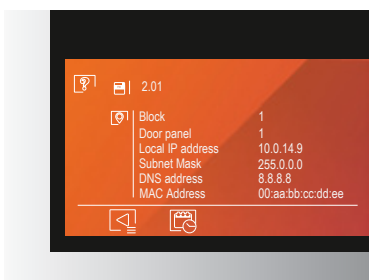 2.01
Block 1
Door panel 1
Local IP address 10.0.14.9
Subnet Mask 255.0.0.0
DNS address 8.8.8.8
MAC Address 00:aa:bb:cc:dd:ee